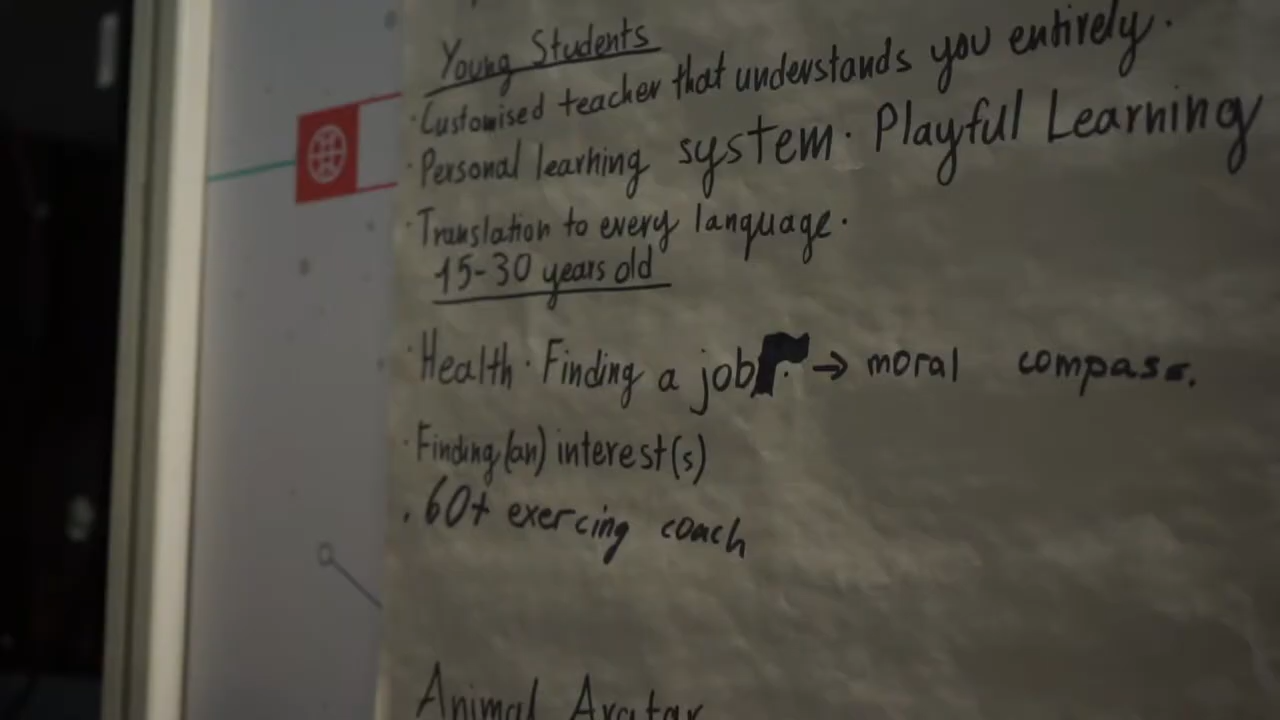 Young Students
· Customised teacher that understands you entirely.
· Personal learning system · Playful Learning
· Translation to every language.
15-30 years old
· Health · Finding a job → moral compass.
· Finding (an) interest(s)
. 60+ exercing coach
Animal Avatar